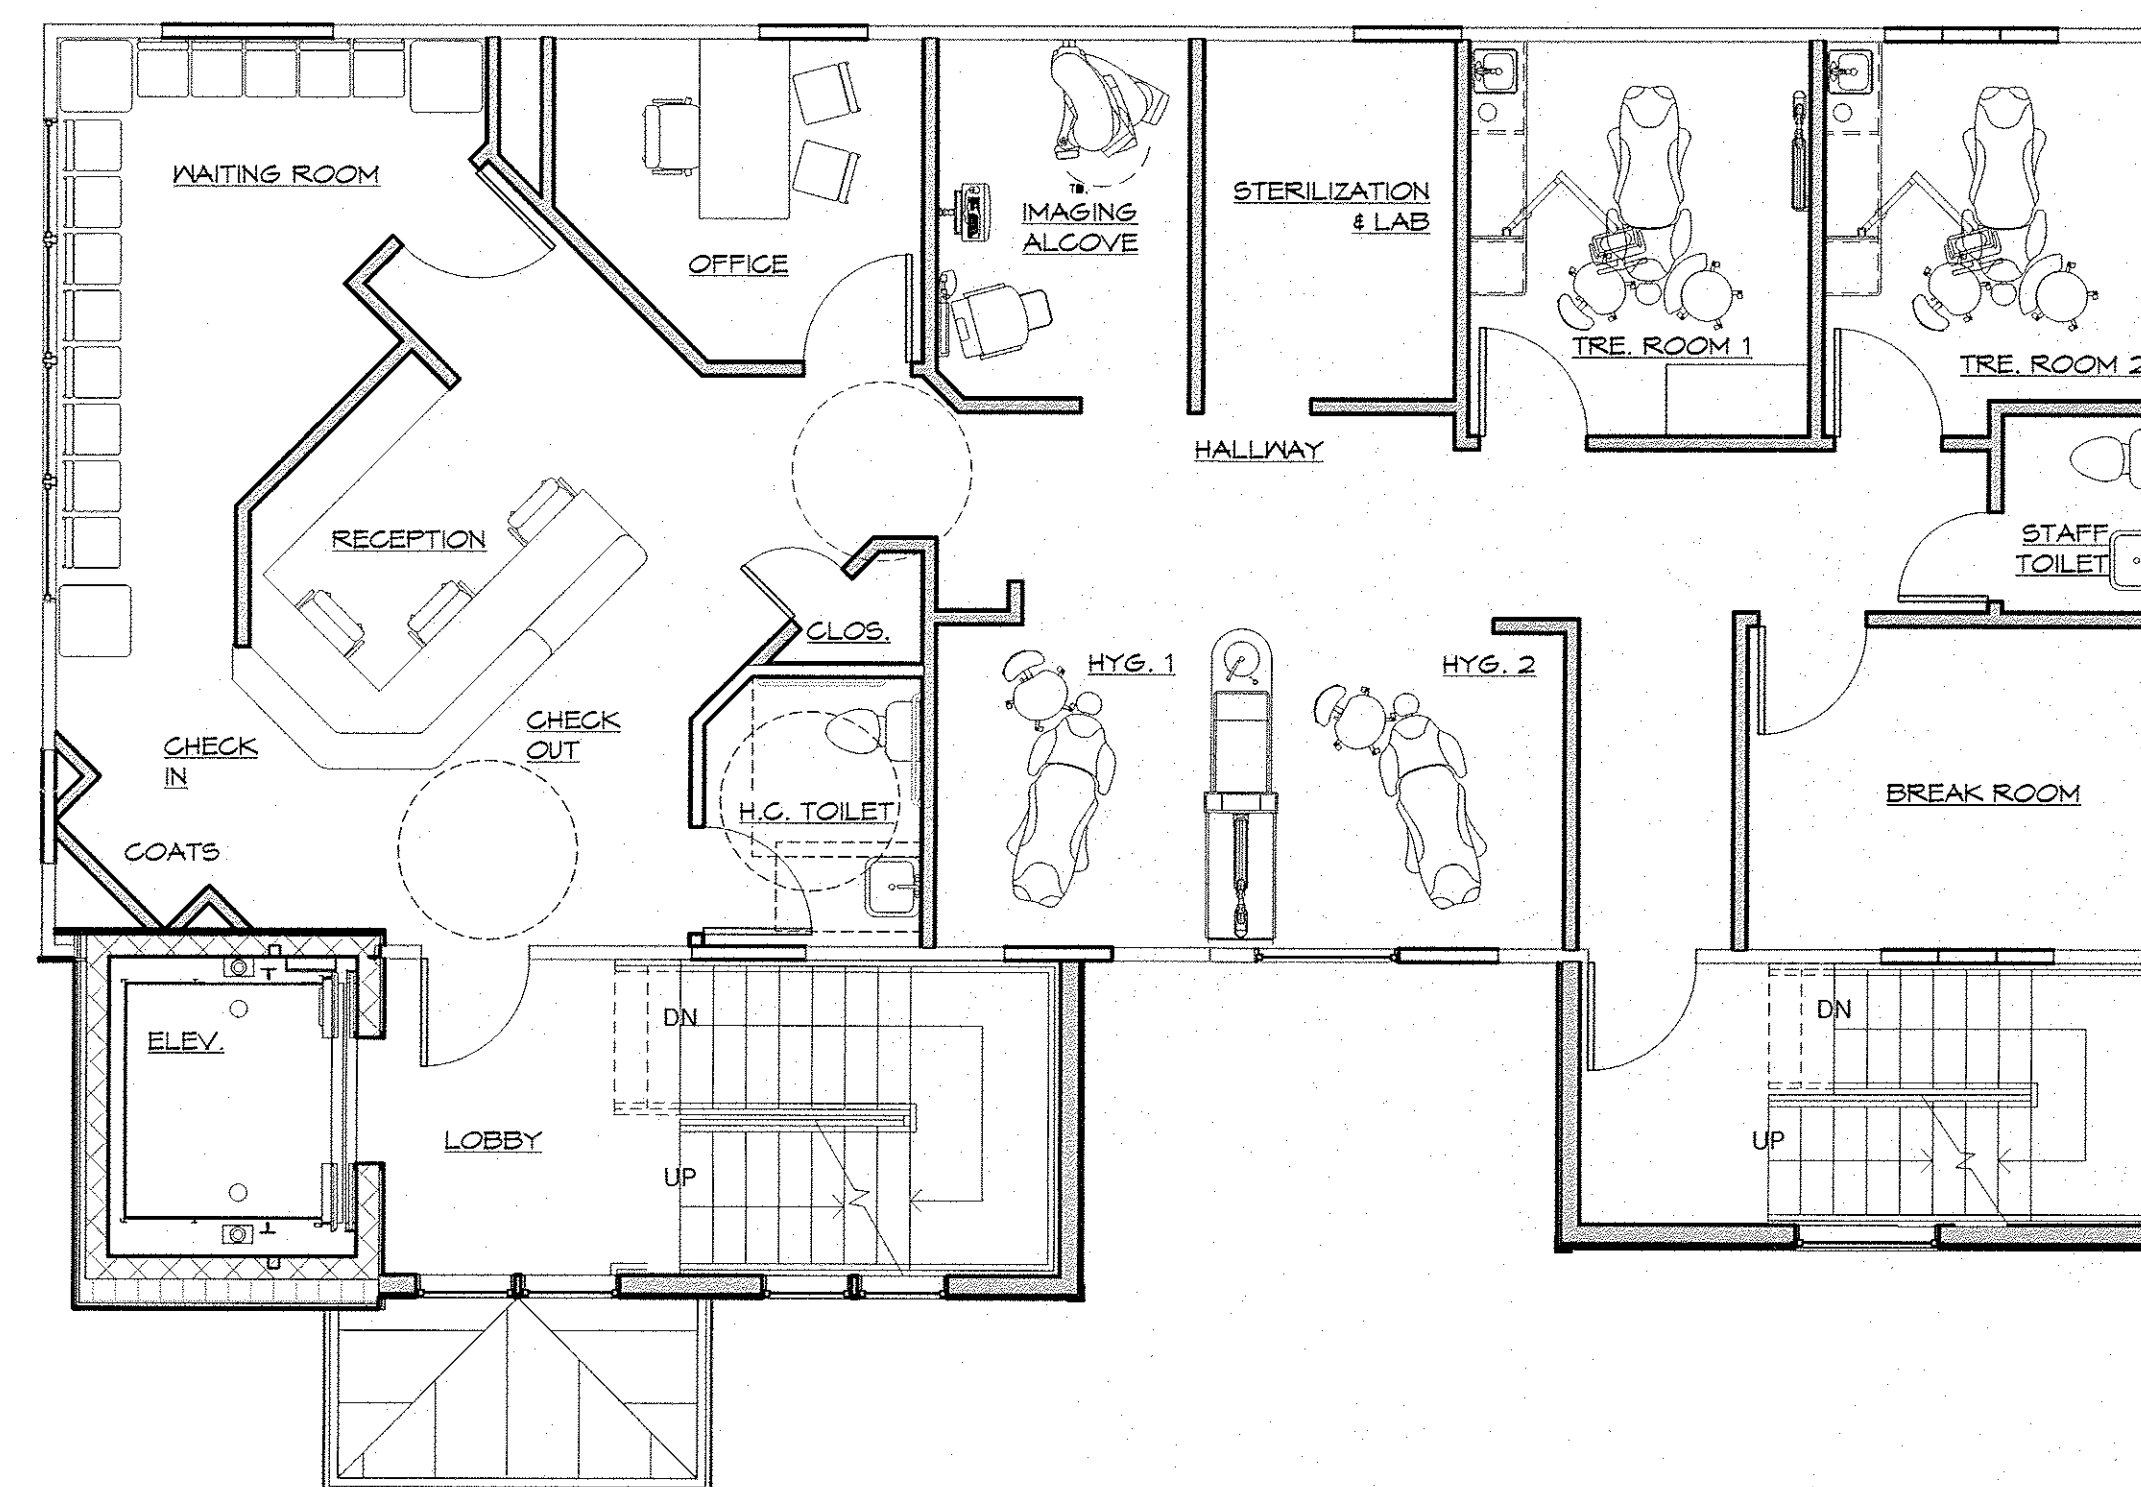 WAITING ROOM
OFFICE
TD.
IMAGING
ALCOVE
STERILIZATION
& LAB
TRE. ROOM 1
TRE. ROOM 2
HALLWAY
RECEPTION
STAFF
TOILET
CLOS.
HYG. 1
HYG. 2
CHECK
OUT
CHECK
IN
H.C. TOILET
BREAK ROOM
COATS
ELEV.
DN
DN
LOBBY
UP
UP